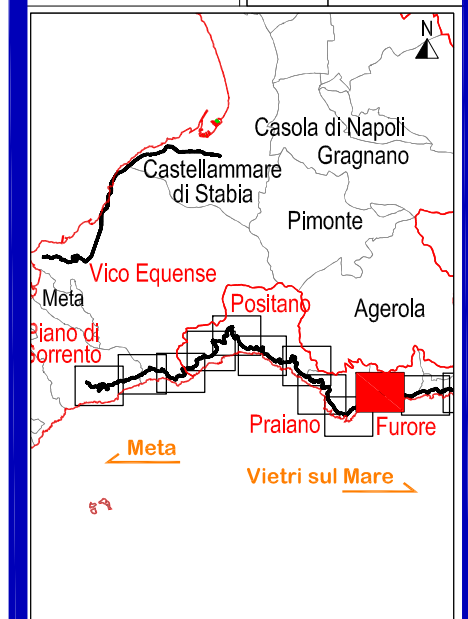 N
Casola di Napoli
Gragnano
Castellammare
di Stabia
Pimonte
Vico Equense
Meta
Positano
Agerola
Piano di
Sorrento
Praiano
Furore
Meta
Vietri sul Mare